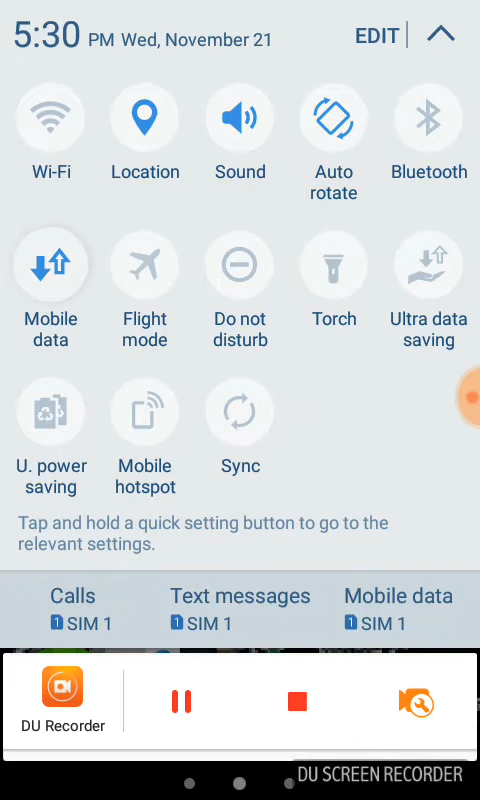 5:30 PM Wed, November 21 EDIT
Wi-Fi Location Sound Auto rotate Bluetooth
Mobile data Flight mode Do not disturb Torch Ultra data saving
U. power saving Mobile hotspot Sync
Tap and hold a quick setting button to go to the
relevant settings.
Calls Text messages Mobile data
1 SIM 1 1 SIM 1 1 SIM 1
DU Recorder
DU SCREEN RECORDER